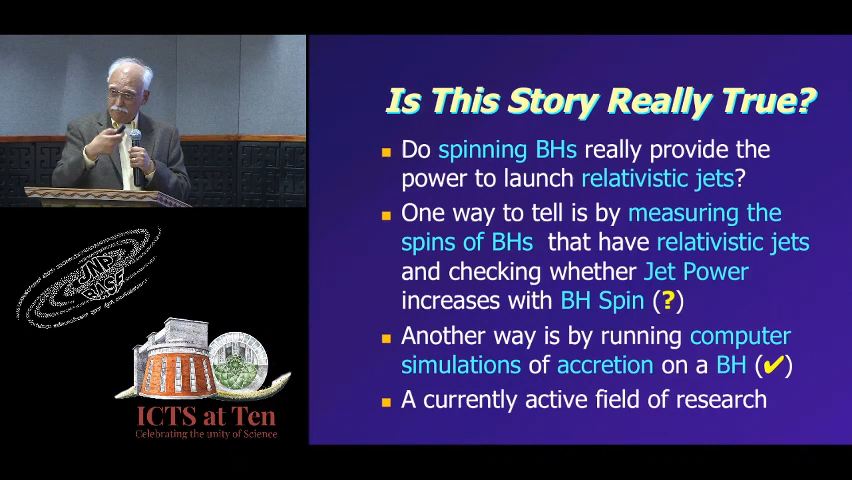 Is This Story Really True?
Do spinning BHs really provide the
power to launch relativistic jets?
One way to tell is by measuring the
spins of BHs that have relativistic jets
and checking whether Jet Power
increases with BH Spin (?)
Another way is by running computer
simulations of accretion on a BH (✔)
A currently active field of research
JNP
BASE
ICTS at Ten
Celebrating the unity of Science